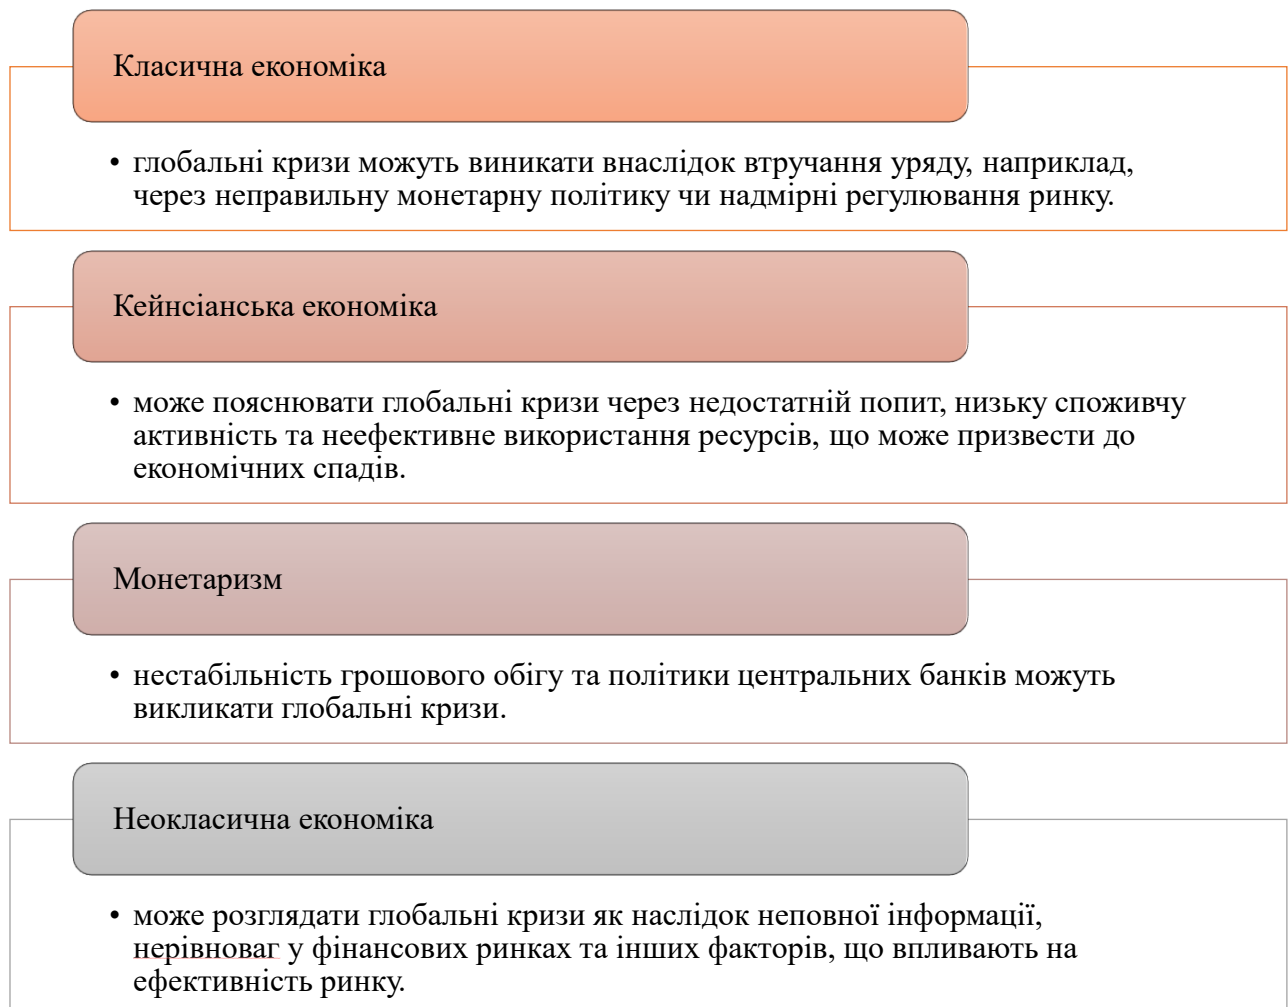 Класична економіка
• глобальні кризи можуть виникати внаслідок втручання уряду, наприклад,
через неправильну монетарну політику чи надмірні регулювання ринку.
Кейнсіанська економіка
• може пояснювати глобальні кризи через недостатній попит, низьку споживчу
активність та неефективне використання ресурсів, що може призвести до
економічних спадів.
Монетаризм
• нестабільність грошового обігу та політики центральних банків можуть
викликати глобальні кризи.
Неокласична економіка
• може розглядати глобальні кризи як наслідок неповної інформації,
нерівноваг у фінансових ринках та інших факторів, що впливають на
ефективність ринку.